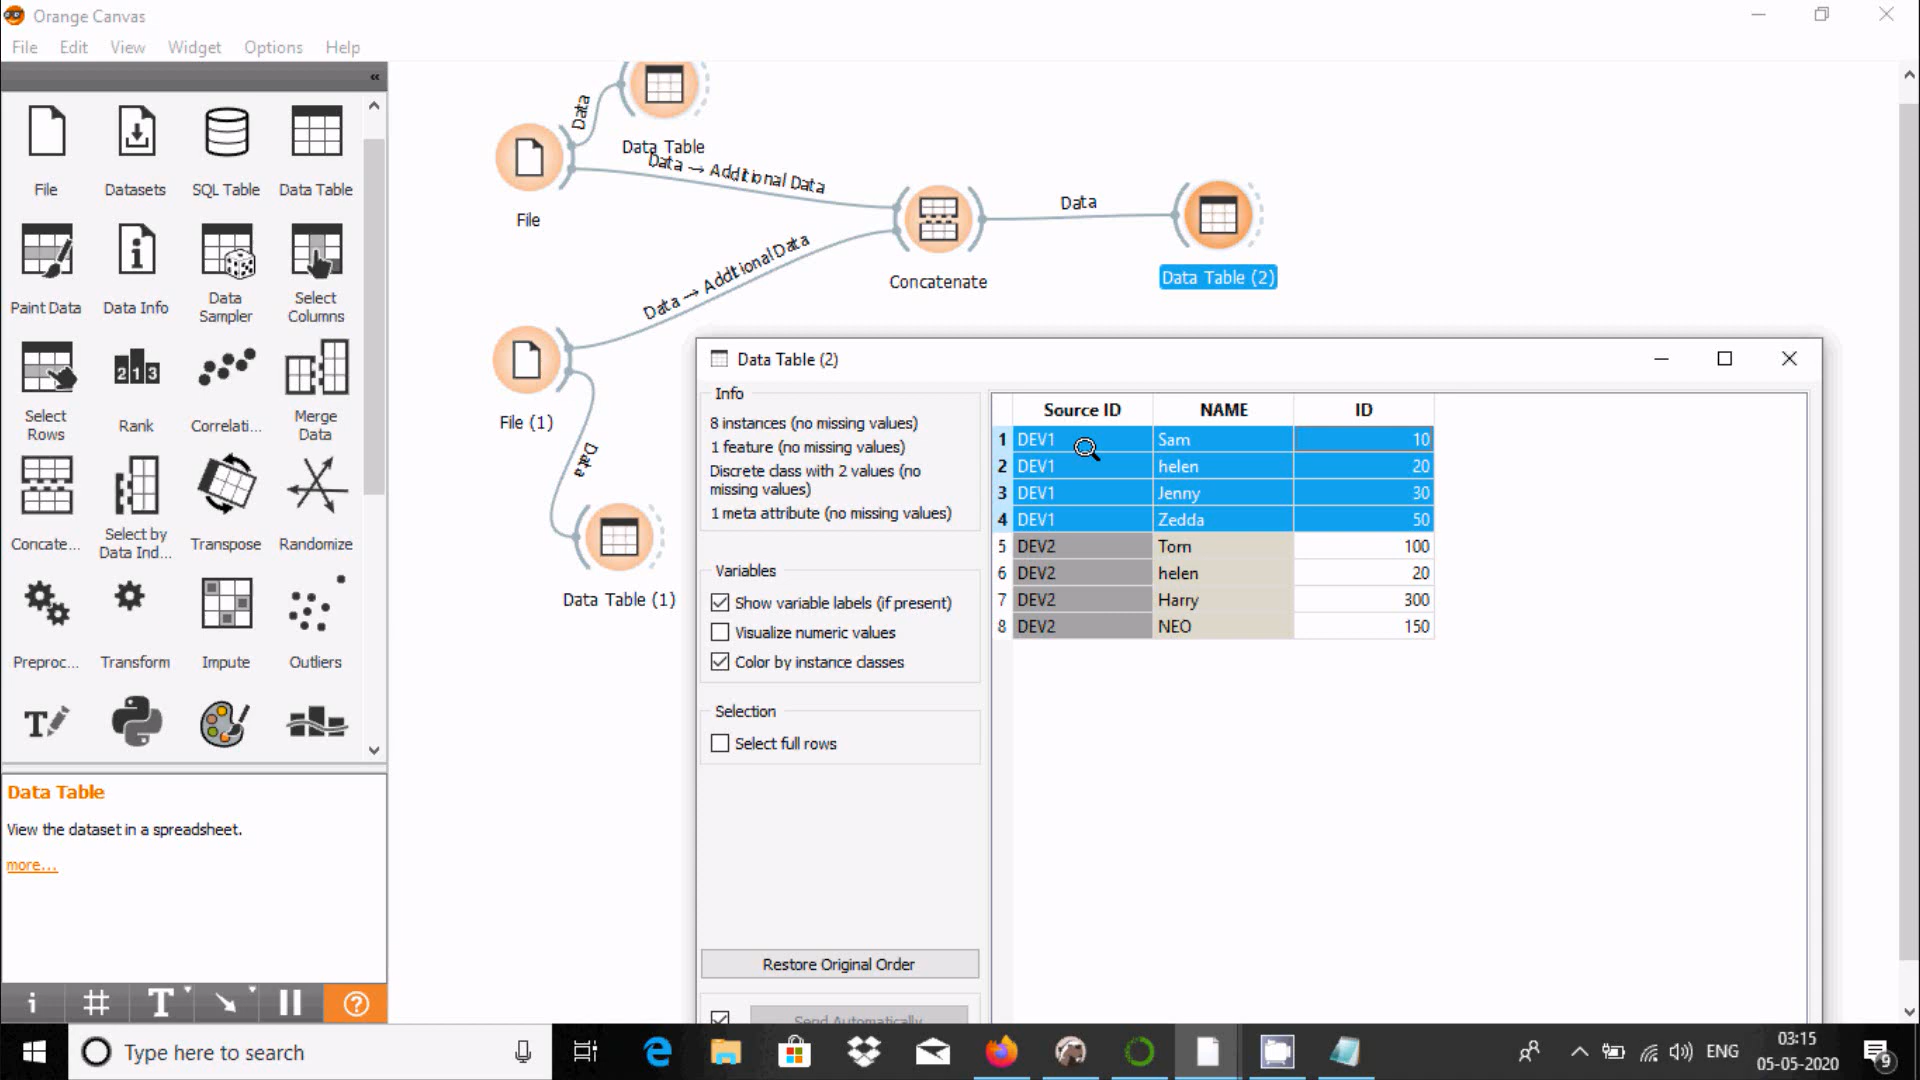 Orange Canvas
File Edit View Widget Options Help
«
File Datasets SQL Table Data Table
Paint Data Data Info Data Sampler Select Columns
Select Rows Rank Correlati... Merge Data
Concate... Select by Data Ind... Transpose Randomize
Preproc... Transform Impute Outliers
Data Table
View the dataset in a spreadsheet.
more...
Data
Data Table
File
Data → Additional Data
Concatenate
Data
Data Table (2)
Data → Additional Data
File (1)
Data
Data Table (1)
Data Table (2)
Info
8 instances (no missing values)
1 feature (no missing values)
Discrete class with 2 values (no
missing values)
1 meta attribute (no missing values)
Variables
Show variable labels (if present)
Visualize numeric values
Color by instance classes
Selection
Select full rows
Restore Original Order
Send Automatically
Source ID NAME ID
1 DEV1 Sam 10
2 DEV1 helen 20
3 DEV1 Jenny 30
4 DEV1 Zedda 50
5 DEV2 Tom 100
6 DEV2 helen 20
7 DEV2 Harry 300
8 DEV2 NEO 150
Type here to search
ENG
03:15
05-05-2020
9